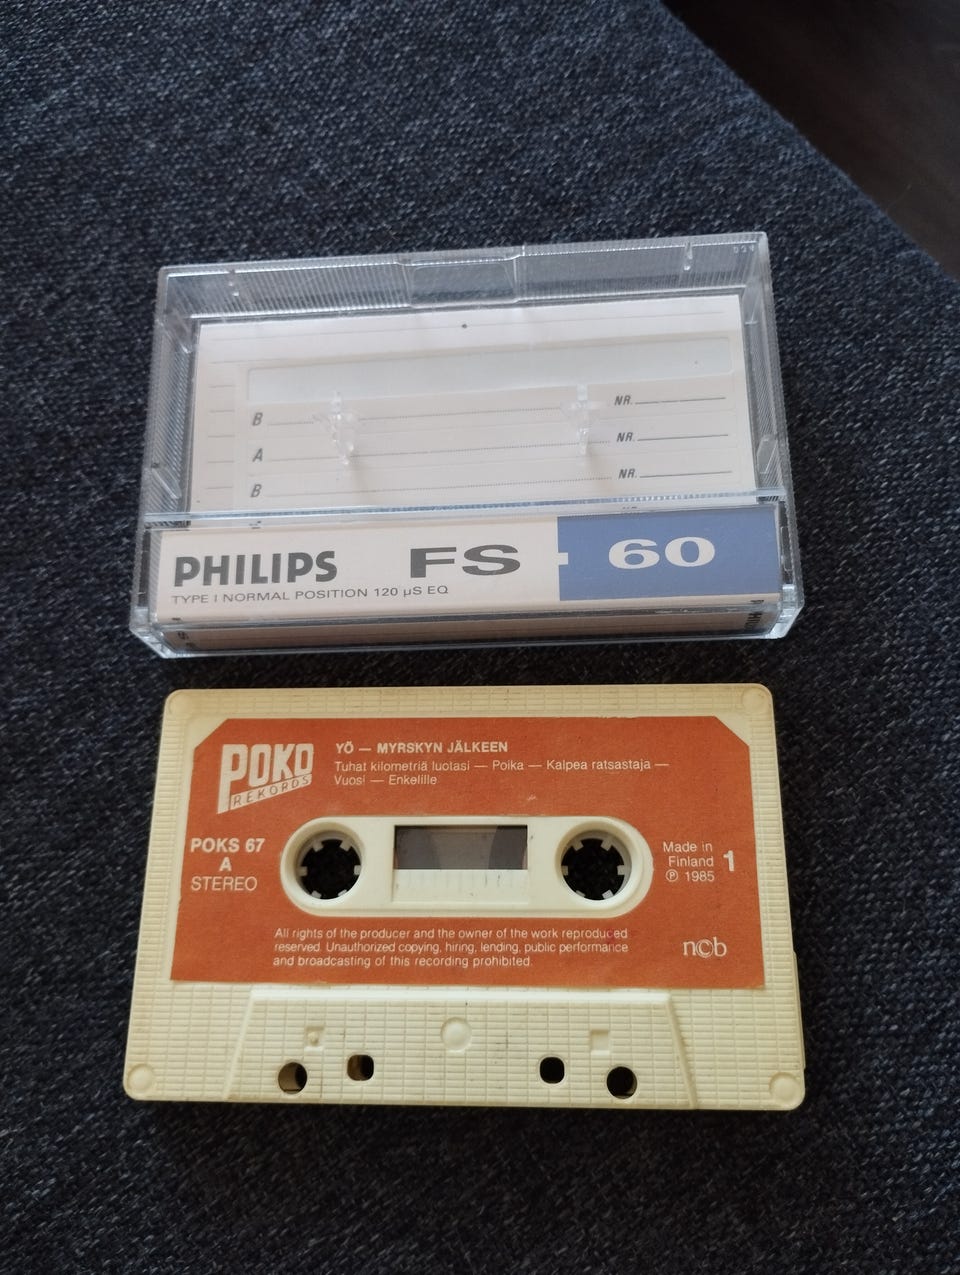 B
NR.
A
NR.
B
NR.
PHILIPS FS - 60
TYPE I NORMAL POSITION 120 µS EQ
POKO
REKORDS
YÖ — MYRSKYN JÄLKEEN
Tuhat kilometriä luotasi — Poika — Kalpea ratsastaja —
Vuosi — Enkelille
POKS 67
A
STEREO
Made in
Finland
℗ 1985
1
All rights of the producer and the owner of the work reproduced
reserved. Unauthorized copying, hiring, lending, public performance
and broadcasting of this recording prohibited.
n©b